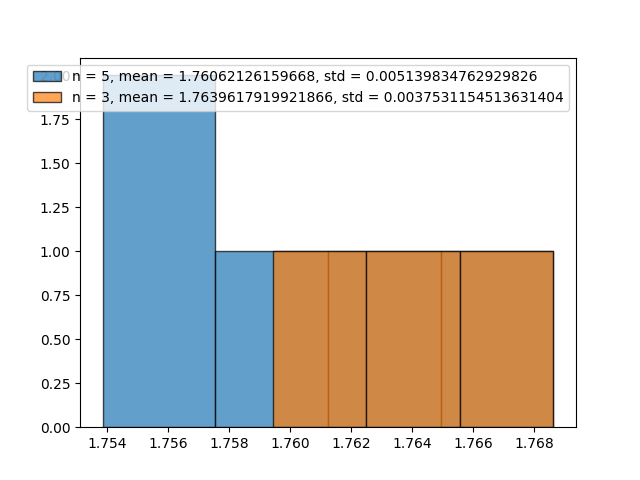 n = 5, mean = 1.76062126159668, std = 0.005139834762929826
n = 3, mean = 1.7639617919921866, std = 0.0037531154513631404
1.75
1.50
1.25
1.00
0.75
0.50
0.25
0.00
1.754 1.756 1.758 1.760 1.762 1.764 1.766 1.768